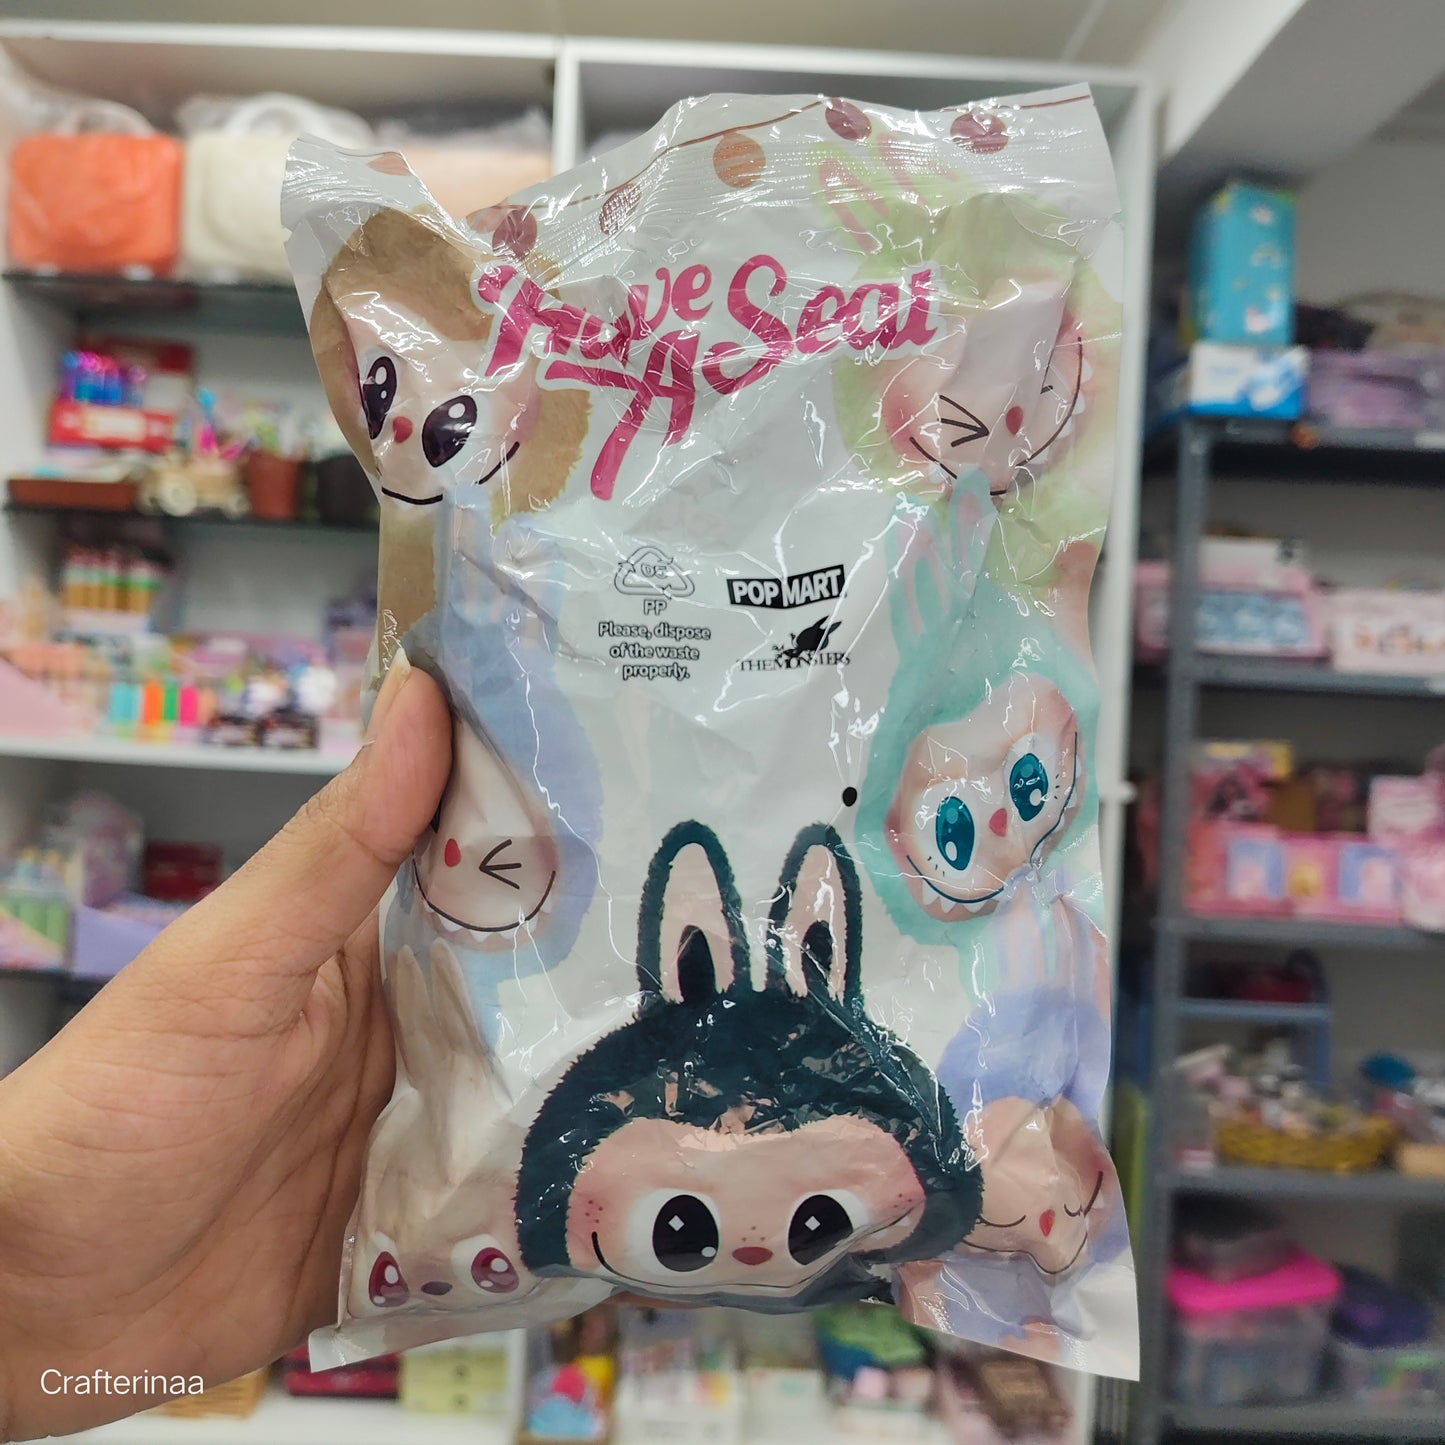 Have
A Seat
05
PP
Please, dispose
of the waste
properly.
POP MART
THE MONSTERS
Crafterinaa